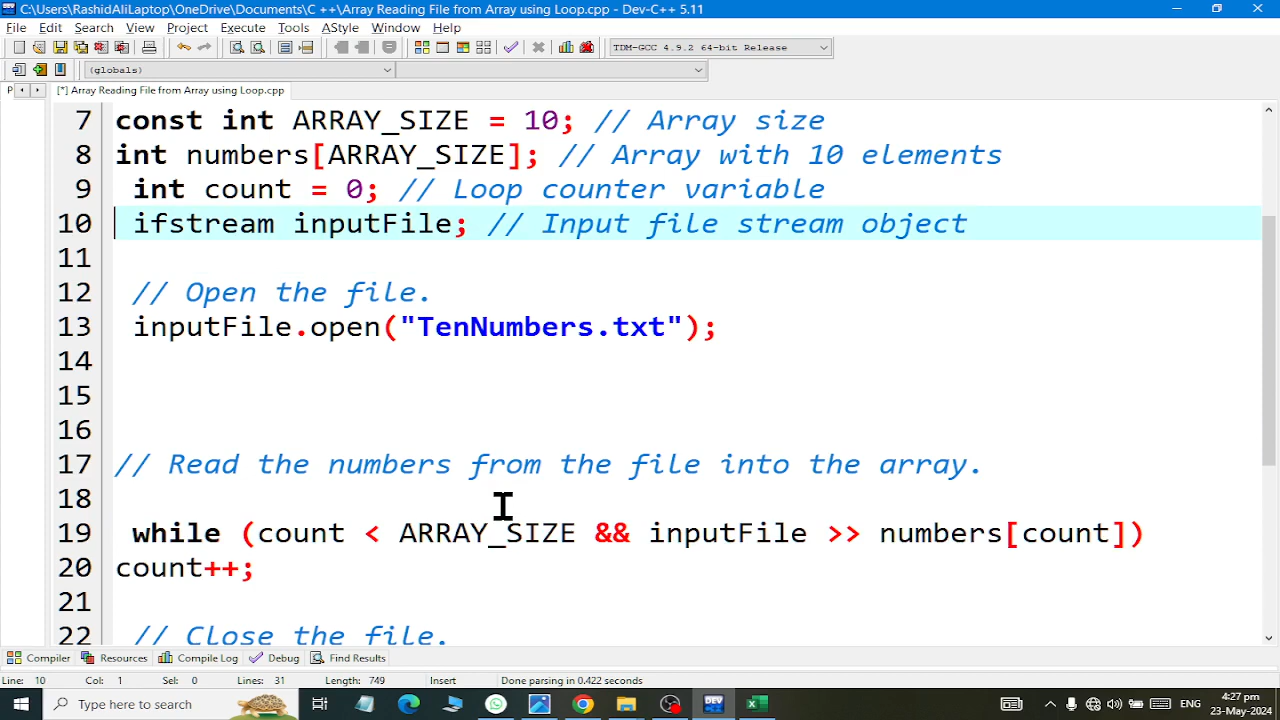 C:\Users\RashidAliLaptop\OneDrive\Documents\C ++\Array Reading File from Array using Loop.cpp - Dev-C++ 5.11
File Edit Search View Project Execute Tools AStyle Window Help
TDM-GCC 4.9.2 64-bit Release
(globals)
P [*] Array Reading File from Array using Loop.cpp
7 const int ARRAY_SIZE = 10; // Array size
8 int numbers[ARRAY_SIZE]; // Array with 10 elements
9 int count = 0; // Loop counter variable
10 ifstream inputFile; // Input file stream object
11
12 // Open the file.
13 inputFile.open("TenNumbers.txt");
14
15
16
17 // Read the numbers from the file into the array.
18
19 while (count < ARRAY_SIZE && inputFile >> numbers[count])
20 count++;
21
22 // Close the file.
Compiler Resources Compile Log Debug Find Results
Line: 10 Col: 1 Sel: 0 Lines: 31 Length: 749 Insert Done parsing in 0.422 seconds
Type here to search DEV ENG 4:27 pm
23-May-2024